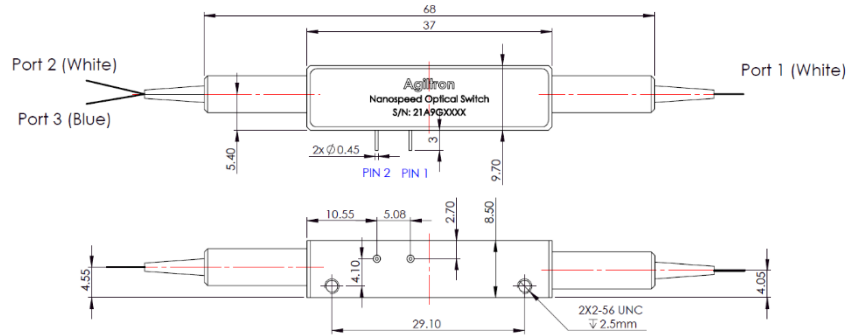 68
37
Port 2 (White)
Port 1 (White)
Agiltron
Nanospeed Optical Switch
S/N: 21A9GXXXX
Port 3 (Blue)
5.40
2x Ø 0.45
3
9.70
PIN 2 PIN 1
10.55
5.08
2.70
8.50
4.55
4.10
4.05
2X2-56 UNC
↧ 2.5mm
29.10